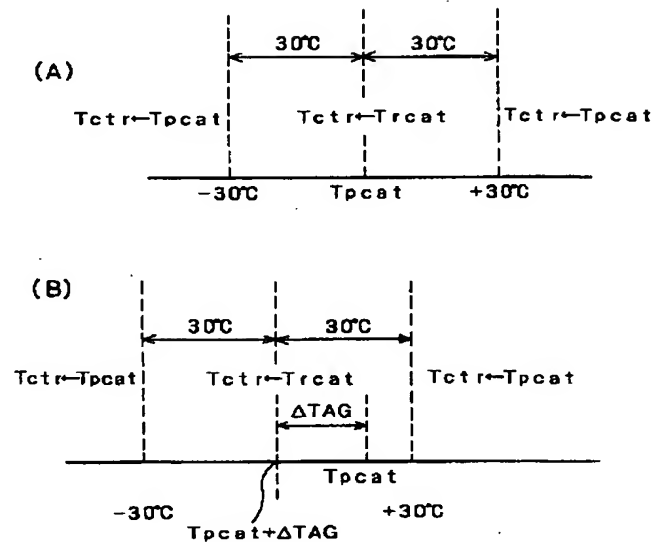 30℃ 30℃
(A)
Tctr←Tpcat Tctr←Trcat Tctr←Tpcat
-30℃ Tpcat +30℃
(B)
30℃ 30℃
Tctr←Tpcat Tctr←Trcat Tctr←Tpcat
ΔTAG
Tpcat
-30℃ +30℃
Tpcat+ΔTAG